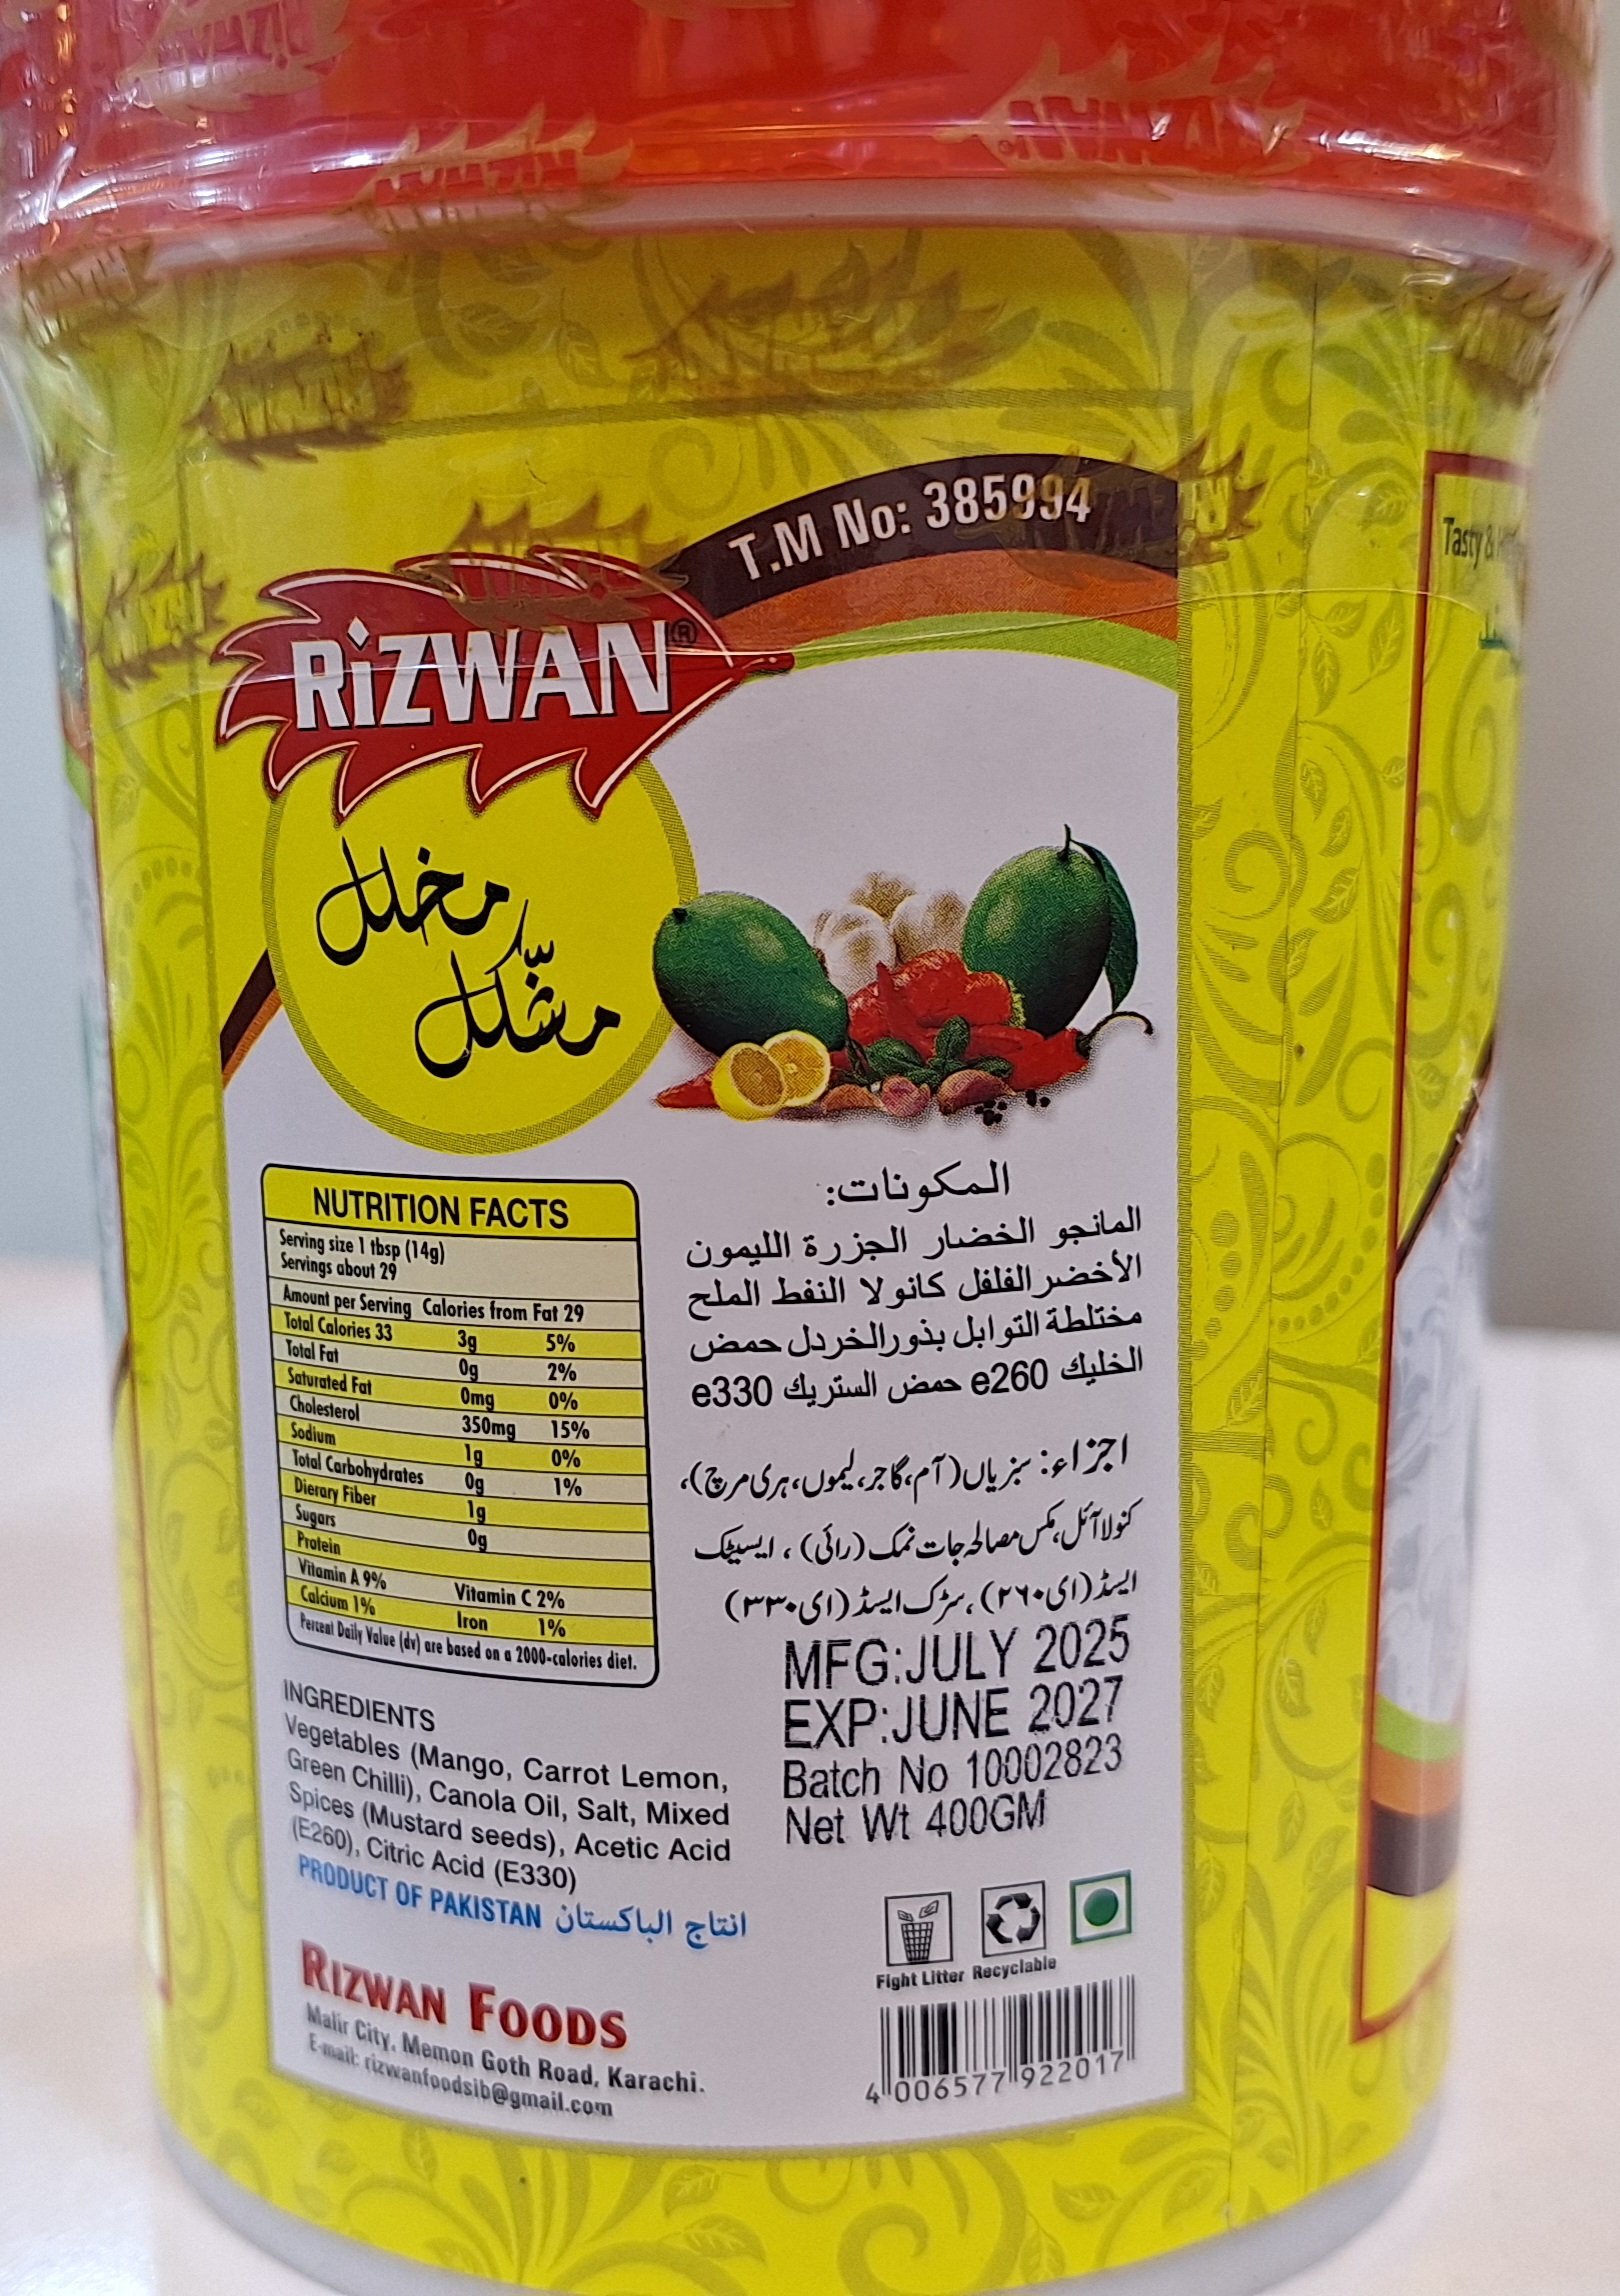 T.M No: 385994
RiZWAN®
مخلل
مشّكل
Tasty &
NUTRITION FACTS
Serving size 1 tbsp (14g)
Servings about 29
Amount per Serving Calories from Fat 29
Total Calories 33 3g 5%
Total Fat 0g 2%
Saturated Fat 0mg 0%
Cholesterol 350mg 15%
Sodium 1g 0%
Total Carbohydrates 0g 1%
Dierary Fiber 1g
Sugars 0g
Protein
Vitamin A 9% Vitamin C 2%
Calcium 1% Iron 1%
Percent Daily Value (dv) are based on a 2000-calories diet.
المكونات:
المانجو الخضار الجزرة الليمون
الأخضر الفلفل كانولا النفط الملح
مختلطة التوابل بذور الخردل حمض
الخليك e260 حمض الستريك e330
اجزاء: سبزیاں (آم، گاجر، لیموں، ہری مرچ)،
کنولا آئل، مکس مصالحہ جات نمک (رائی)، ایسیٹک
ایسڈ (ای ۲۶۰)، سٹرک ایسڈ (ای ۳۳۰)
MFG:JULY 2025
EXP:JUNE 2027
Batch No 10002823
Net Wt 400GM
INGREDIENTS
Vegetables (Mango, Carrot Lemon,
Green Chilli), Canola Oil, Salt, Mixed
Spices (Mustard seeds), Acetic Acid
(E260), Citric Acid (E330)
PRODUCT OF PAKISTAN انتاج الباكستان
RIZWAN FOODS
Malir City, Memon Goth Road, Karachi.
E-mail: rizwanfoodsib@gmail.com
Fight Litter Recyclable
4 006577 922017